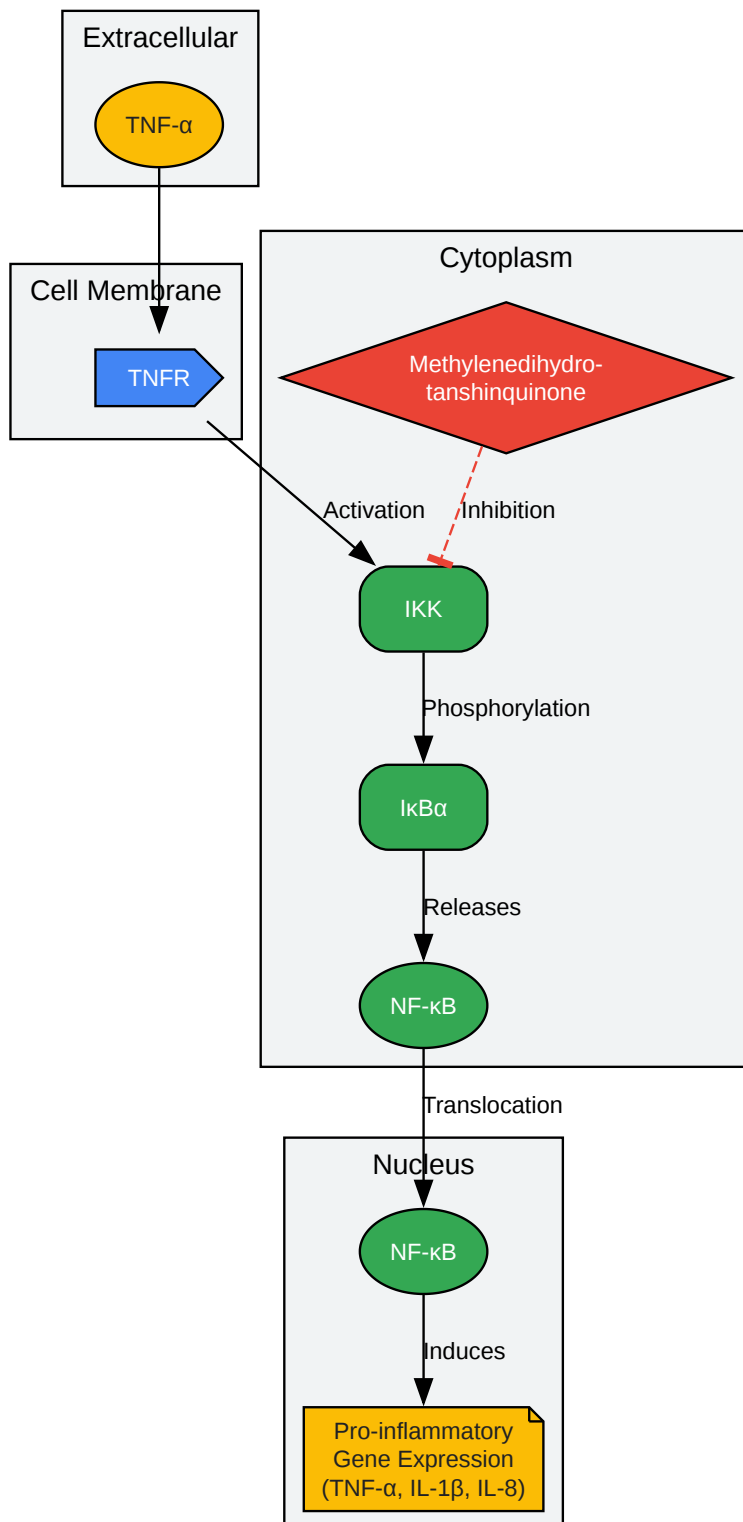 Extracellular
TNF-α
Cell Membrane
TNFR
Cytoplasm
Methylenedihydro-
tanshinquinone
Activation
Inhibition
IKK
Phosphorylation
IκBα
Releases
NF-κB
Translocation
Nucleus
NF-κB
Induces
Pro-inflammatory
Gene Expression
(TNF-α, IL-1β, IL-8)